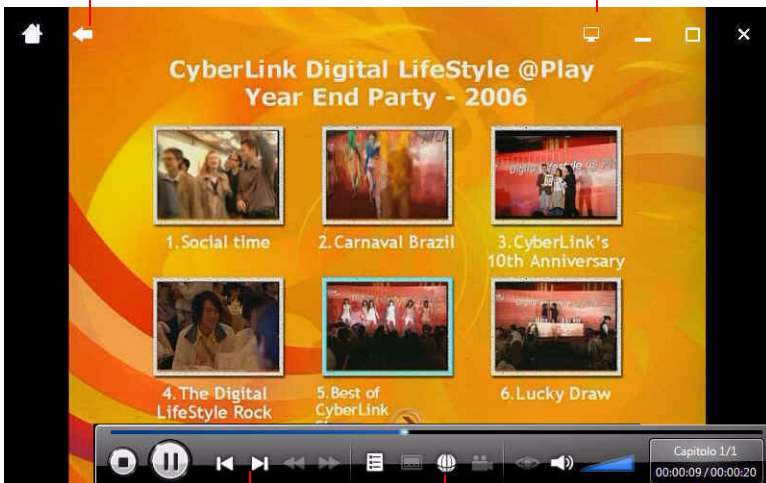 CyberLink Digital LifeStyle @Play
Year End Party - 2006
1.Social time
2.Carnaval Brazil
3.CyberLink's
10th Anniversary
4.The Digital
LifeStyle Rock
5.Best of
CyberLink
6.Lucky Draw
Capítolo 1/1
00:00:09/00:00:20